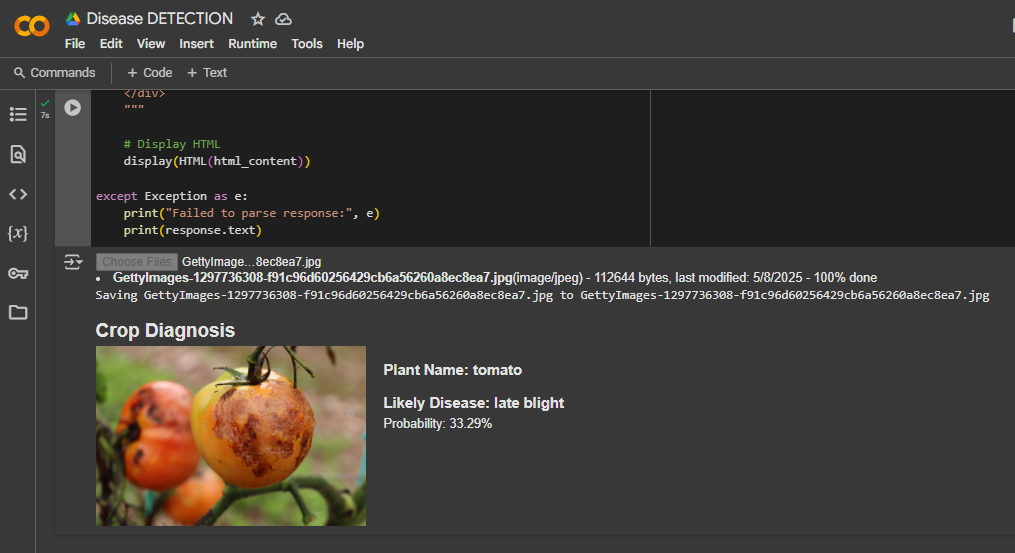 Disease DETECTION
File Edit View Insert Runtime Tools Help
Commands + Code + Text
7s
</div>
"""
# Display HTML
display(HTML(html_content))
except Exception as e:
print("Failed to parse response:", e)
print(response.text)
{x}
Choose Files GettyImage...8ec8ea7.jpg
• GettyImages-1297736308-f91c96d60256429cb6a56260a8ec8ea7.jpg(image/jpeg) - 112644 bytes, last modified: 5/8/2025 - 100% done
Saving GettyImages-1297736308-f91c96d60256429cb6a56260a8ec8ea7.jpg to GettyImages-1297736308-f91c96d60256429cb6a56260a8ec8ea7.jpg
Crop Diagnosis
Plant Name: tomato
Likely Disease: late blight
Probability: 33.29%